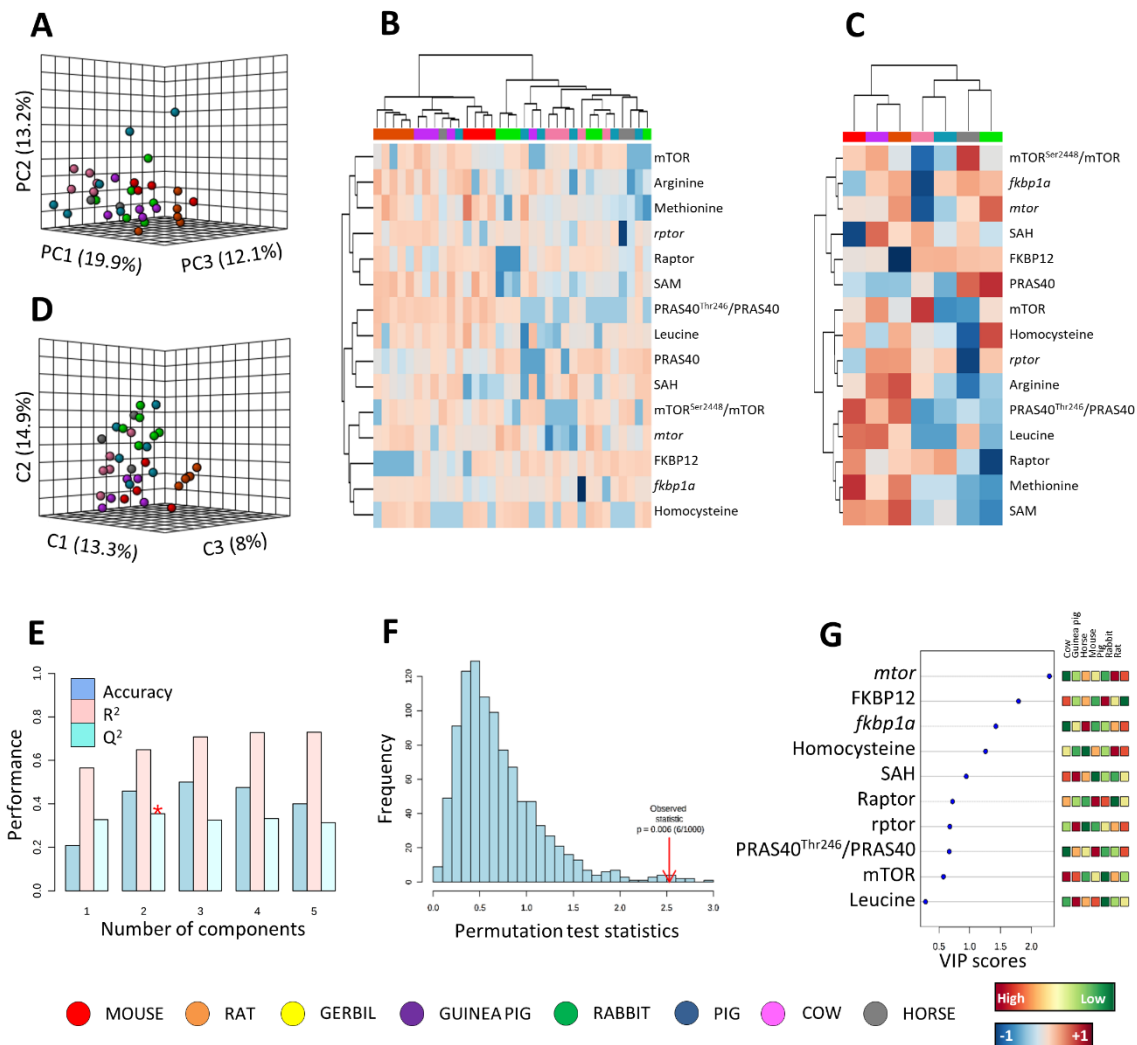 A
B
C
PC2 (13.2%)
PC1 (19.9%)
PC3 (12.1%)
mTOR
Arginine
Methionine
rptor
Raptor
SAM
PRAS40Thr246/PRAS40
Leucine
PRAS40
SAH
mTORSer2448/mTOR
mtor
FKBP12
fkbp1a
Homocysteine
mTORSer2448/mTOR
fkbp1a
mtor
SAH
FKBP12
PRAS40
mTOR
Homocysteine
rptor
Arginine
PRAS40Thr246/PRAS40
Leucine
Raptor
Methionine
SAM
D
C2 (14.9%)
C1 (13.3%)
C3 (8%)
E
Performance
1.0
0.8
0.6
0.4
0.2
0.0
Accuracy
R2
Q2
*
1 2 3 4 5
Number of components
F
Frequency
120
100
80
60
40
20
0
Observed
statistic
p = 0.006 (6/1000)
0.0 0.5 1.0 1.5 2.0 2.5 3.0
Permutation test statistics
G
Cow
Guinea pig
Horse
Mouse
Pig
Rabbit
Rat
mtor
FKBP12
fkbp1a
Homocysteine
SAH
Raptor
rptor
PRAS40Thr246/PRAS40
mTOR
Leucine
0.5 1.0 1.5 2.0
VIP scores
High Low
-1 +1
MOUSE RAT GERBIL GUINEA PIG RABBIT PIG COW HORSE